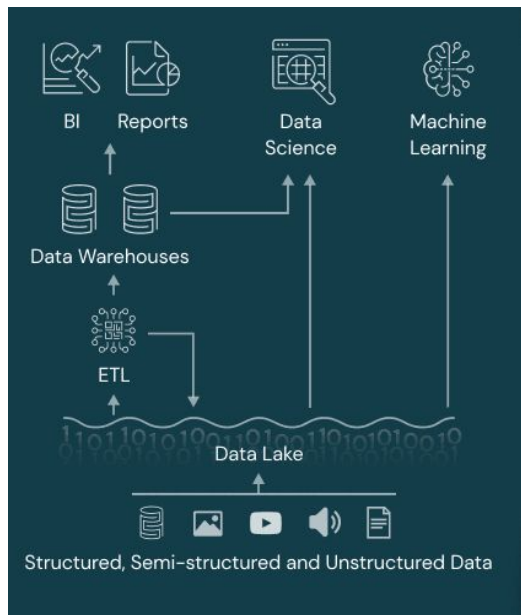 BI
Reports
Data
Science
Machine
Learning
Data Warehouses
ETL
Data Lake
Structured, Semi-structured and Unstructured Data